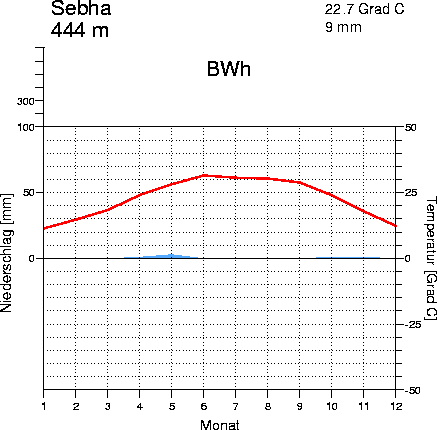 Sebha
444 m
22.7 Grad C
9 mm
BWh
300
100
50
0
50
25
0
-25
-50
Niederschlag [mm]
Temperatur [Grad C]
1 2 3 4 5 6 7 8 9 10 11 12
Monat